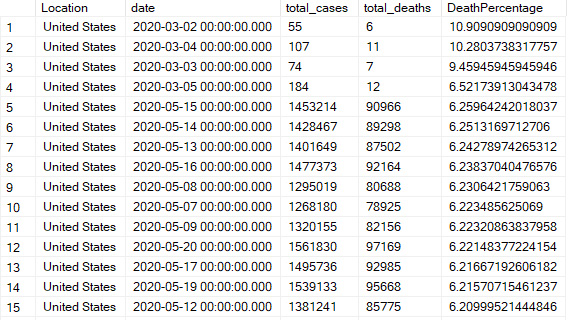 Location date total_cases total_deaths DeathPercentage
1 United States 2020-03-02 00:00:00.000 55 6 10.9090909090909
2 United States 2020-03-04 00:00:00.000 107 11 10.2803738317757
3 United States 2020-03-03 00:00:00.000 74 7 9.45945945945946
4 United States 2020-03-05 00:00:00.000 184 12 6.52173913043478
5 United States 2020-05-15 00:00:00.000 1453214 90966 6.25964242018037
6 United States 2020-05-14 00:00:00.000 1428467 89298 6.2513169712706
7 United States 2020-05-13 00:00:00.000 1401649 87502 6.24278974265312
8 United States 2020-05-16 00:00:00.000 1477373 92164 6.23837040476576
9 United States 2020-05-08 00:00:00.000 1295019 80688 6.2306421759063
10 United States 2020-05-07 00:00:00.000 1268180 78925 6.223485625069
11 United States 2020-05-09 00:00:00.000 1320155 82156 6.22320863837958
12 United States 2020-05-20 00:00:00.000 1561830 97169 6.22148377224154
13 United States 2020-05-17 00:00:00.000 1495736 92985 6.21667192606182
14 United States 2020-05-19 00:00:00.000 1539133 95668 6.21570715461237
15 United States 2020-05-12 00:00:00.000 1381241 85775 6.20999521444846